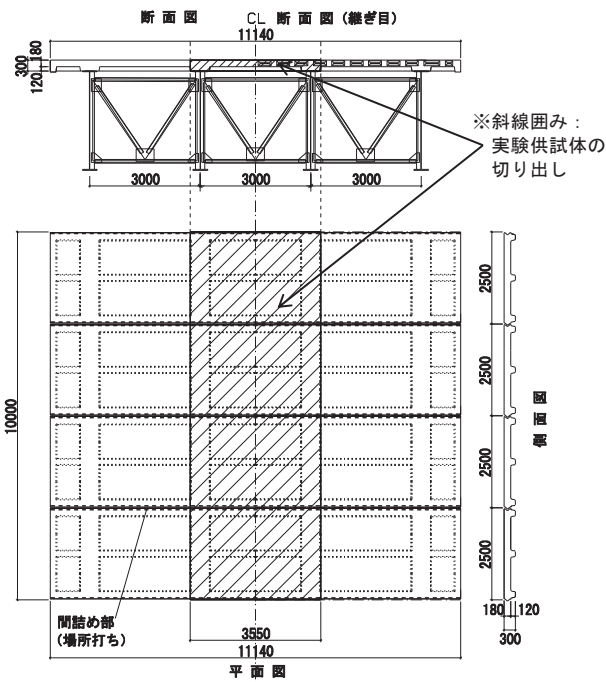 断面図
CL 断面図(継ぎ目)
11140
300
180
120
3000
3000
3000
※斜線囲み:
実験供試体の
切り出し
10000
2500
2500
2500
2500
側面図
間詰め部
(場所打ち)
3550
11140
平面図
180
120
300